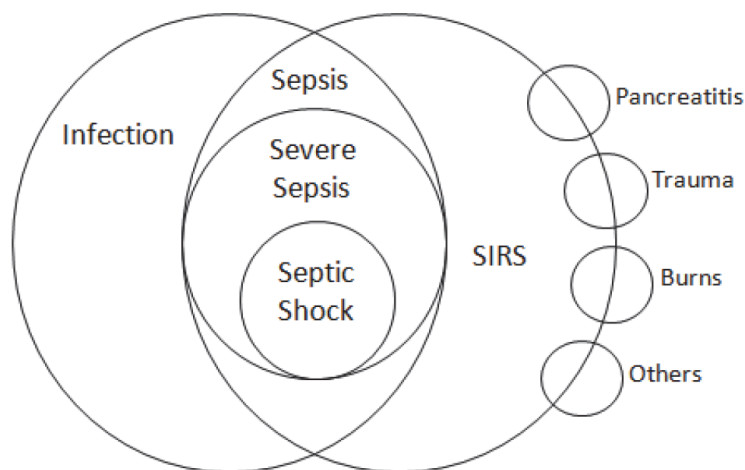 Sepsis
Pancreatitis
Infection
Severe
Sepsis
Trauma
SIRS
Septic
Shock
Burns
Others